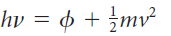 hν = ϕ + ½mv²